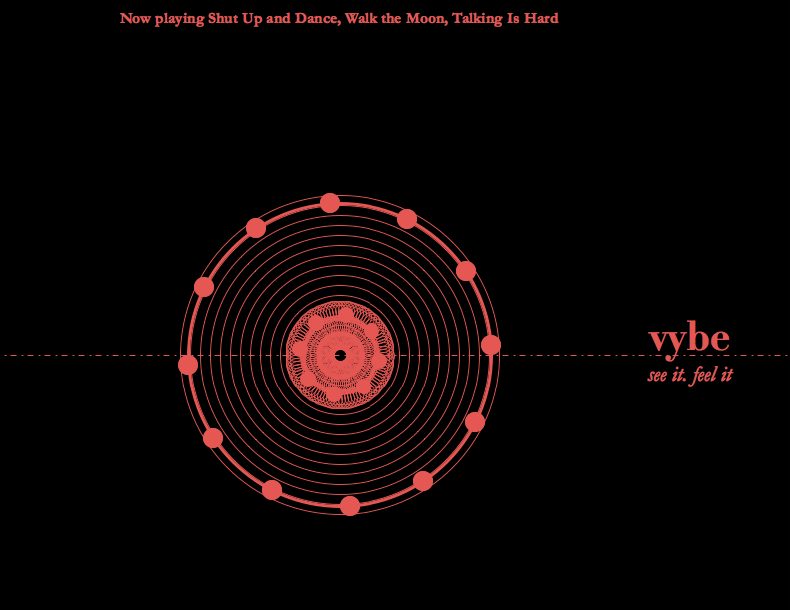 Now playing Shut Up and Dance, Walk the Moon, Talking Is Hard
vybe
see it. feel it